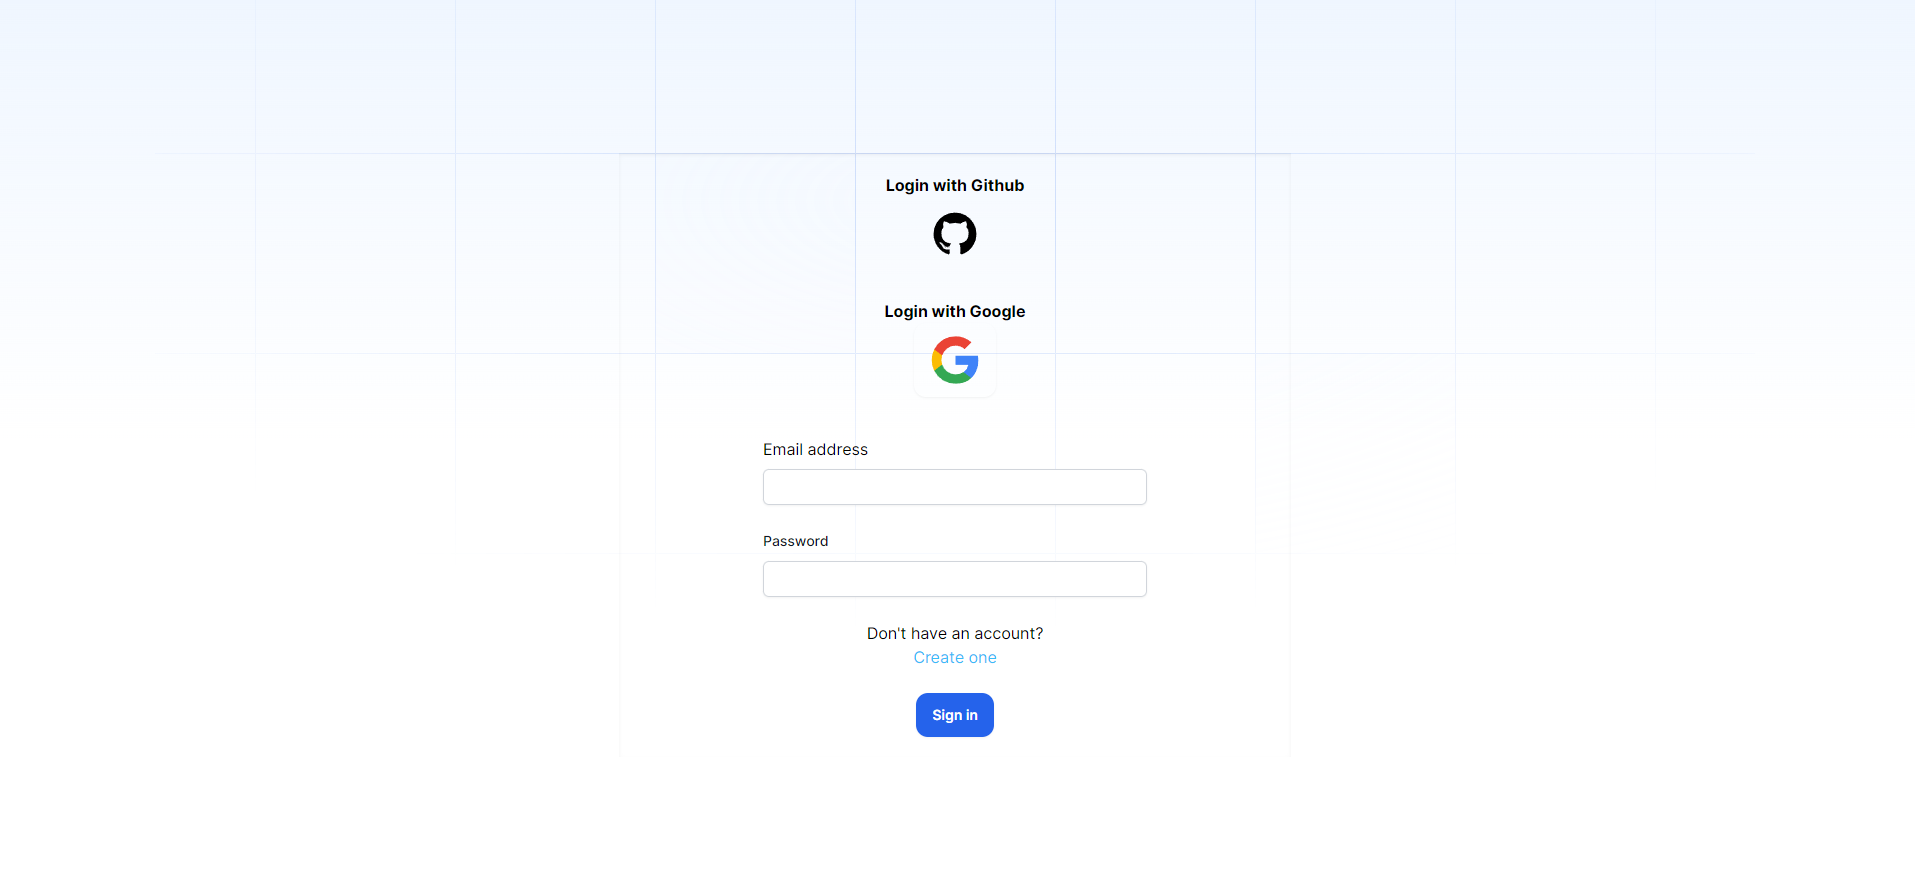 Login with Github
Login with Google
Email address
Password
Don't have an account?
Create one
Sign in